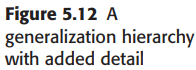 Figure 5.12 A
generalization hierarchy
with added detail